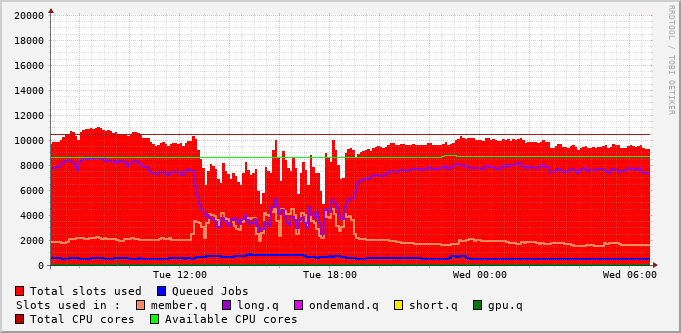 20000
18000
16000
14000
12000
10000
8000
6000
4000
2000
0
Tue 12:00 Tue 18:00 Wed 00:00 Wed 06:00
RRDTOOL / TOBI OETIKER
Total slots used Queued Jobs
Slots used in : member.q long.q ondemand.q short.q gpu.q
Total CPU cores Available CPU cores